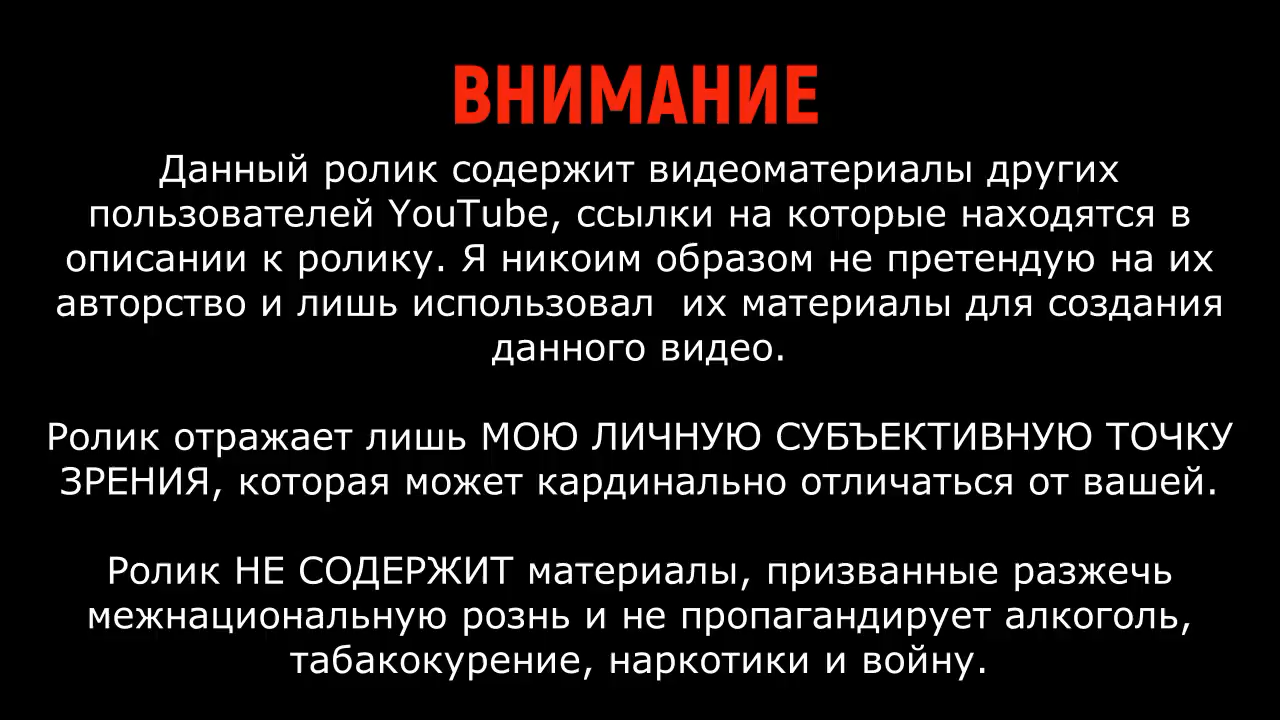 ВНИМАНИЕ
Данный ролик содержит видеоматериалы других
пользователей YouTube, ссылки на которые находятся в
описании к ролику. Я никоим образом не претендую на их
авторство и лишь использовал  их материалы для создания
данного видео.
Ролик отражает лишь МОЮ ЛИЧНУЮ СУБЪЕКТИВНУЮ ТОЧКУ
ЗРЕНИЯ, которая может кардинально отличаться от вашей.
Ролик НЕ СОДЕРЖИТ материалы, призванные разжечь
межнациональную рознь и не пропагандирует алкоголь,
табакокурение, наркотики и войну.